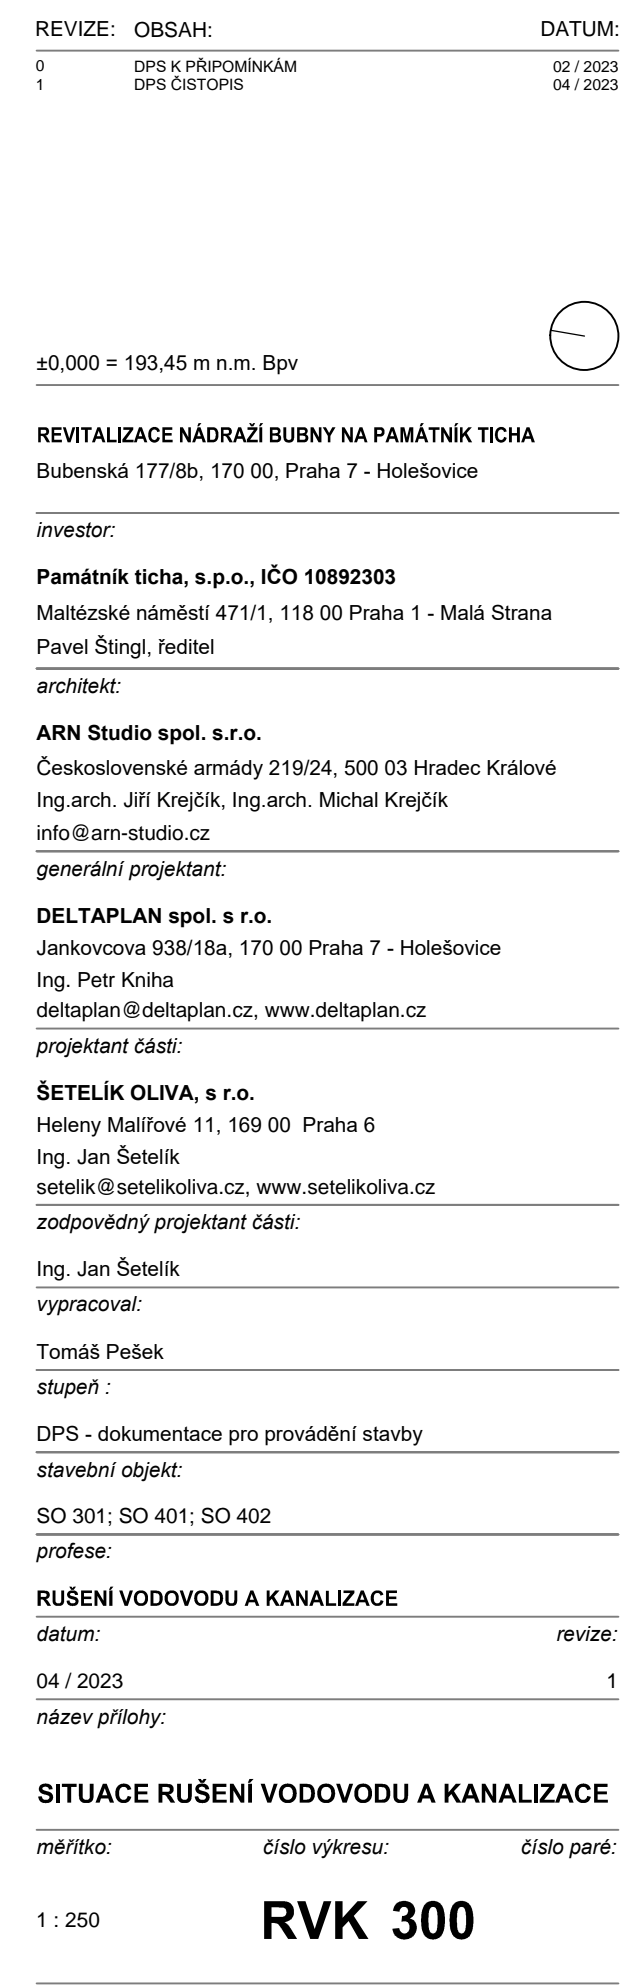 REVIZE: OBSAH: DATUM:
0 DPS K PŘIPOMÍNKÁM 02 / 2023
1 DPS ČISTOPIS 04 / 2023
±0,000 = 193,45 m n.m. Bpv
REVITALIZACE NÁDRAŽÍ BUBNY NA PAMÁTNÍK TICHA
Bubenská 177/8b, 170 00, Praha 7 - Holešovice
investor:
Památník ticha, s.p.o., IČO 10892303
Maltézské náměstí 471/1, 118 00 Praha 1 - Malá Strana
Pavel Štingl, ředitel
architekt:
ARN Studio spol. s.r.o.
Československé armády 219/24, 500 03 Hradec Králové
Ing.arch. Jiří Krejčík, Ing.arch. Michal Krejčík
info@arn-studio.cz
generální projektant:
DELTAPLAN spol. s r.o.
Jankovcova 938/18a, 170 00 Praha 7 - Holešovice
Ing. Petr Kniha
deltaplan@deltaplan.cz, www.deltaplan.cz
projektant části:
ŠETELÍK OLIVA, s r.o.
Heleny Malířové 11, 169 00 Praha 6
Ing. Jan Šetelík
setelik@setelikoliva.cz, www.setelikoliva.cz
zodpovědný projektant části:
Ing. Jan Šetelík
vypracoval:
Tomáš Pešek
stupeň :
DPS - dokumentace pro provádění stavby
stavební objekt:
SO 301; SO 401; SO 402
profese:
RUŠENÍ VODOVODU A KANALIZACE
datum: revize:
04 / 2023 1
název přílohy:
SITUACE RUŠENÍ VODOVODU A KANALIZACE
měřítko: číslo výkresu: číslo paré:
1 : 250 RVK 300